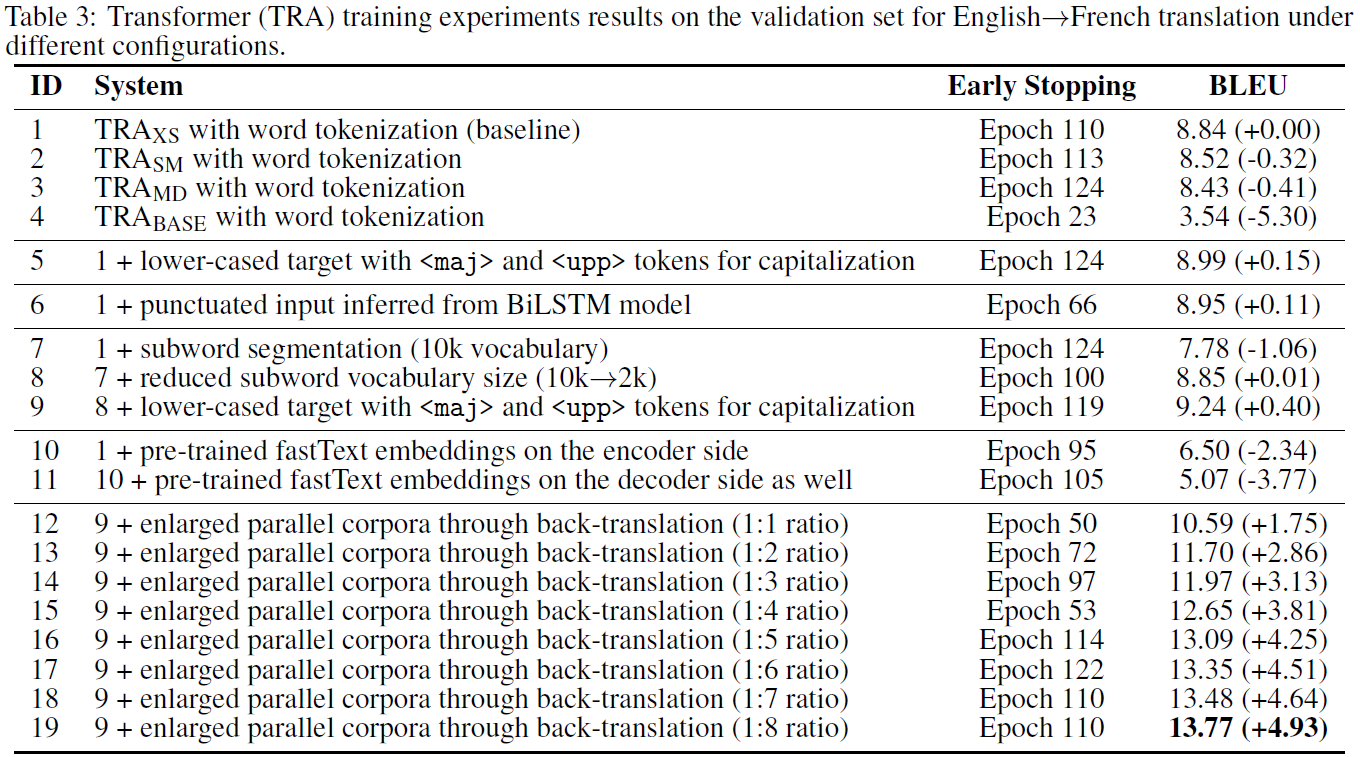 Table 3: Transformer (TRA) training experiments results on the validation set for English→French translation under
different configurations.
ID System Early Stopping BLEU
1 TRAXS with word tokenization (baseline) Epoch 110 8.84 (+0.00)
2 TRASM with word tokenization Epoch 113 8.52 (-0.32)
3 TRAMD with word tokenization Epoch 124 8.43 (-0.41)
4 TRABASE with word tokenization Epoch 23 3.54 (-5.30)
5 1 + lower-cased target with <maj> and <upp> tokens for capitalization Epoch 124 8.99 (+0.15)
6 1 + punctuated input inferred from BiLSTM model Epoch 66 8.95 (+0.11)
7 1 + subword segmentation (10k vocabulary) Epoch 124 7.78 (-1.06)
8 7 + reduced subword vocabulary size (10k→2k) Epoch 100 8.85 (+0.01)
9 8 + lower-cased target with <maj> and <upp> tokens for capitalization Epoch 119 9.24 (+0.40)
10 1 + pre-trained fastText embeddings on the encoder side Epoch 95 6.50 (-2.34)
11 10 + pre-trained fastText embeddings on the decoder side as well Epoch 105 5.07 (-3.77)
12 9 + enlarged parallel corpora through back-translation (1:1 ratio) Epoch 50 10.59 (+1.75)
13 9 + enlarged parallel corpora through back-translation (1:2 ratio) Epoch 72 11.70 (+2.86)
14 9 + enlarged parallel corpora through back-translation (1:3 ratio) Epoch 97 11.97 (+3.13)
15 9 + enlarged parallel corpora through back-translation (1:4 ratio) Epoch 53 12.65 (+3.81)
16 9 + enlarged parallel corpora through back-translation (1:5 ratio) Epoch 114 13.09 (+4.25)
17 9 + enlarged parallel corpora through back-translation (1:6 ratio) Epoch 122 13.35 (+4.51)
18 9 + enlarged parallel corpora through back-translation (1:7 ratio) Epoch 110 13.48 (+4.64)
19 9 + enlarged parallel corpora through back-translation (1:8 ratio) Epoch 110 13.77 (+4.93)